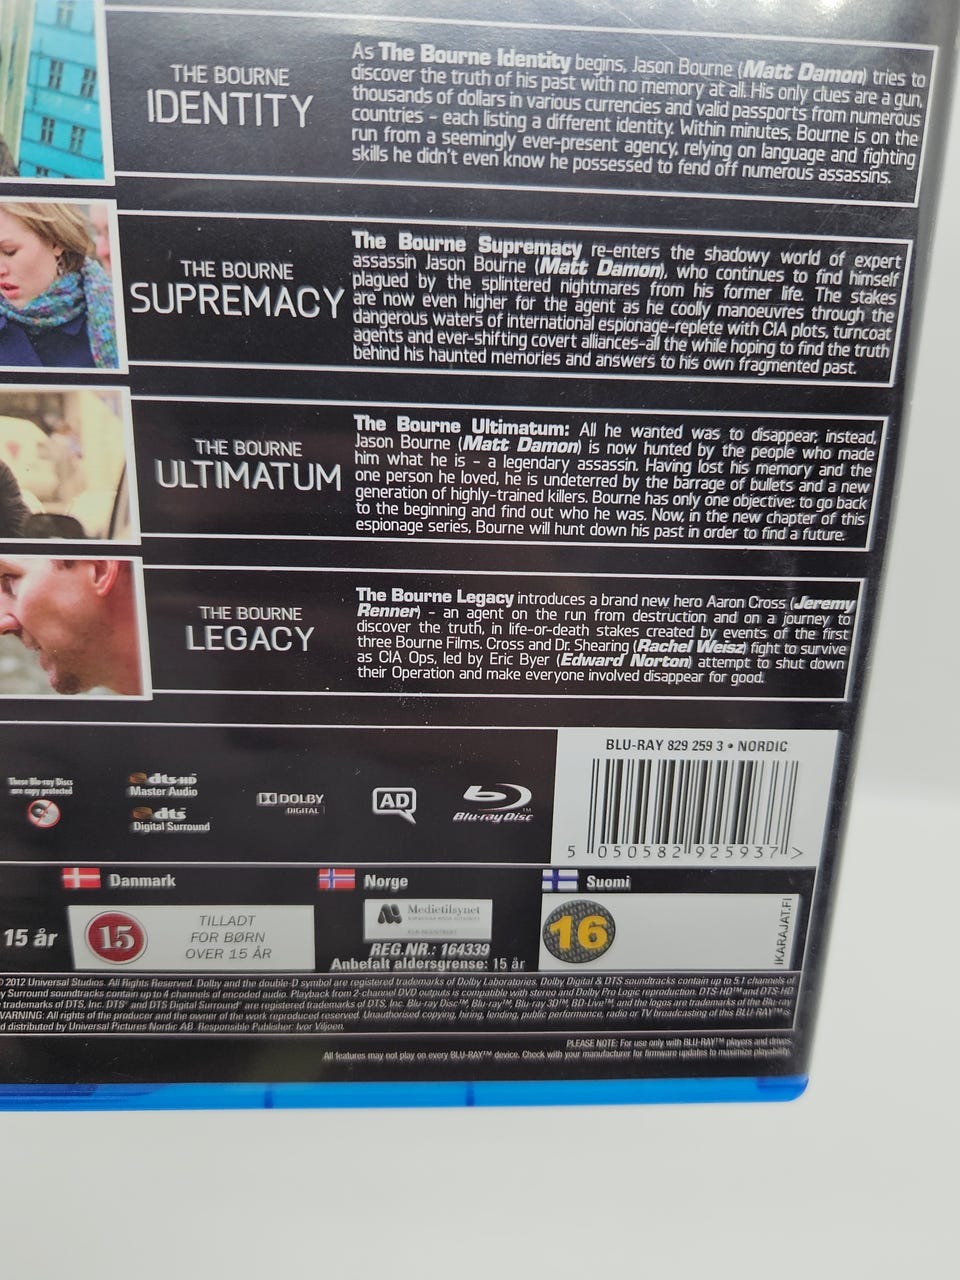 THE BOURNE
IDENTITY
As The Bourne Identity begins, Jason Bourne (Matt Damon) tries to
discover the truth of his past with no memory at all. His only clues are a gun,
thousands of dollars in various currencies and valid passports from numerous
countries - each listing a different identity. Within minutes, Bourne is on the
run from a seemingly ever-present agency, relying on language and fighting
skills he didn't even know he possessed to fend off numerous assassins.
THE BOURNE
SUPREMACY
The Bourne Supremacy re-enters the shadowy world of expert
assassin Jason Bourne (Matt Damon), who continues to find himself
plagued by the splintered nightmares from his former life. The stakes
are now even higher for the agent as he coolly manoeuvres through the
dangerous waters of international espionage-replete with CIA plots, turncoat
agents and ever-shifting covert alliances-all the while hoping to find the truth
behind his haunted memories and answers to his own fragmented past.
THE BOURNE
ULTIMATUM
The Bourne Ultimatum: All he wanted was to disappear, instead,
Jason Bourne (Matt Damon) is now hunted by the people who made
him what he is - a legendary assassin. Having lost his memory and the
one person he loved, he is undeterred by the barrage of bullets and a new
generation of highly-trained killers. Bourne has only one objective: to go back
to the beginning and find out who he was. Now, in the new chapter of this
espionage series, Bourne will hunt down his past in order to find a future.
THE BOURNE
LEGACY
The Bourne Legacy introduces a brand new hero Aaron Cross (Jeremy
Renner) - an agent on the run from destruction and on a journey to
discover the truth, in life-or-death stakes created by events of the first
three Bourne Films. Cross and Dr. Shearing (Rachel Weisz) fight to survive
as CIA Ops, led by Eric Byer (Edward Norton) attempt to shut down
their Operation and make everyone involved disappear for good.
These Blu-ray Discs
are copy protected
dts-HD
Master Audio
dts
Digital Surround
DOLBY
DIGITAL
AD
Blu-ray Disc™
BLU-RAY 829 259 3 • NORDIC
5 050582 925937 >
Danmark
Norge
Suomi
15 år
15
TILLADT
FOR BØRN
OVER 15 ÅR
Medietilsynet
REG.NR.: 164339
Anbefalt aldersgrense: 15 år
16
IKARAJAT.FI
© 2012 Universal Studios. All Rights Reserved. Dolby and the double-D symbol are registered trademarks of Dolby Laboratories. Dolby Digital & DTS soundtracks contain up to 5.1 channels of
y Surround soundtracks contain up to 4 channels of encoded audio. Playback from 2-channel DVD outputs is compatible with stereo and Dolby Pro Logic reproduction. DTS-HD™ and DTS-HD
trademarks of DTS, Inc. DTS® and DTS Digital Surround® are registered trademarks of DTS, Inc. Blu-ray Disc™, Blu-ray™, Blu-ray 3D™, BD-Live™, and the logos are trademarks of the Blu-ray
WARNING: All rights of the producer and the owner of the work reproduced reserved. Unauthorised copying, hiring, lending, public performance, radio or TV broadcasting of this BLU-RAY™ is
d distributed by Universal Pictures Nordic AB. Responsible Publisher: Ivor Viljoen.
PLEASE NOTE: For use only with BLU-RAY™ players and drives.
All features may not play on every BLU-RAY™ device. Check with your manufacturer for firmware updates to maximize playability.